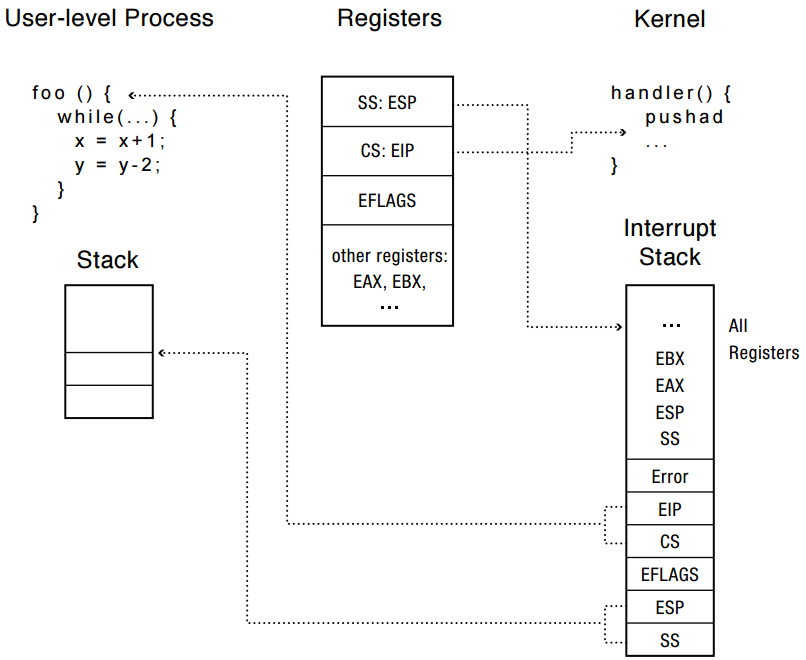 User-level Process
foo () {
while(...) {
x = x+1;
y = y-2;
}
}
Stack
Registers
SS: ESP
CS: EIP
EFLAGS
other registers:
EAX, EBX,
...
Kernel
handler() {
pushad
...
}
Interrupt
Stack
...
EBX
EAX
ESP
SS
All
Registers
Error
EIP
CS
EFLAGS
ESP
SS